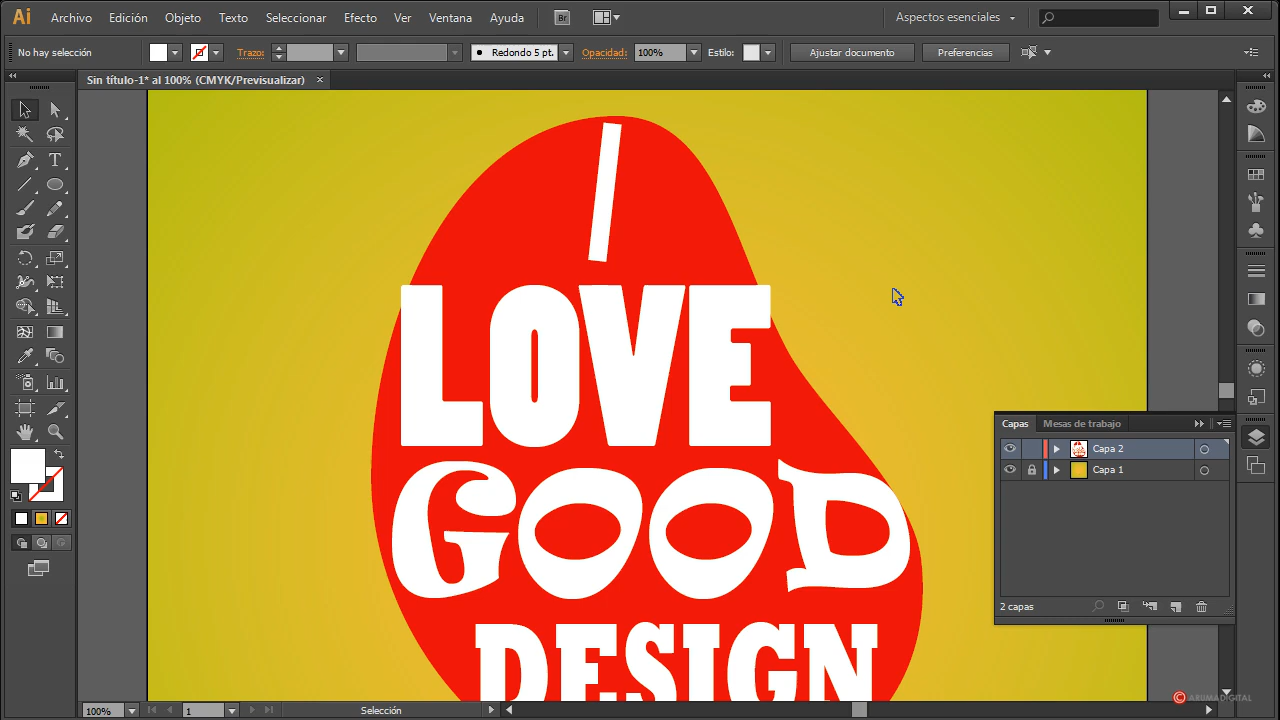 Ai Archivo Edición Objeto Texto Seleccionar Efecto Ver Ventana Ayuda Br Aspectos esenciales
No hay selección Trazo: Redondo 5 pt. Opacidad: 100% Estilo: Ajustar documento Preferencias
Sin título-1* al 100% (CMYK/Previsualizar)
I
LOVE
GOOD
DESIGN
Capas Mesas de trabajo
Capa 2
Capa 1
2 capas
100% 1 Selección
© ARUMADIGITAL